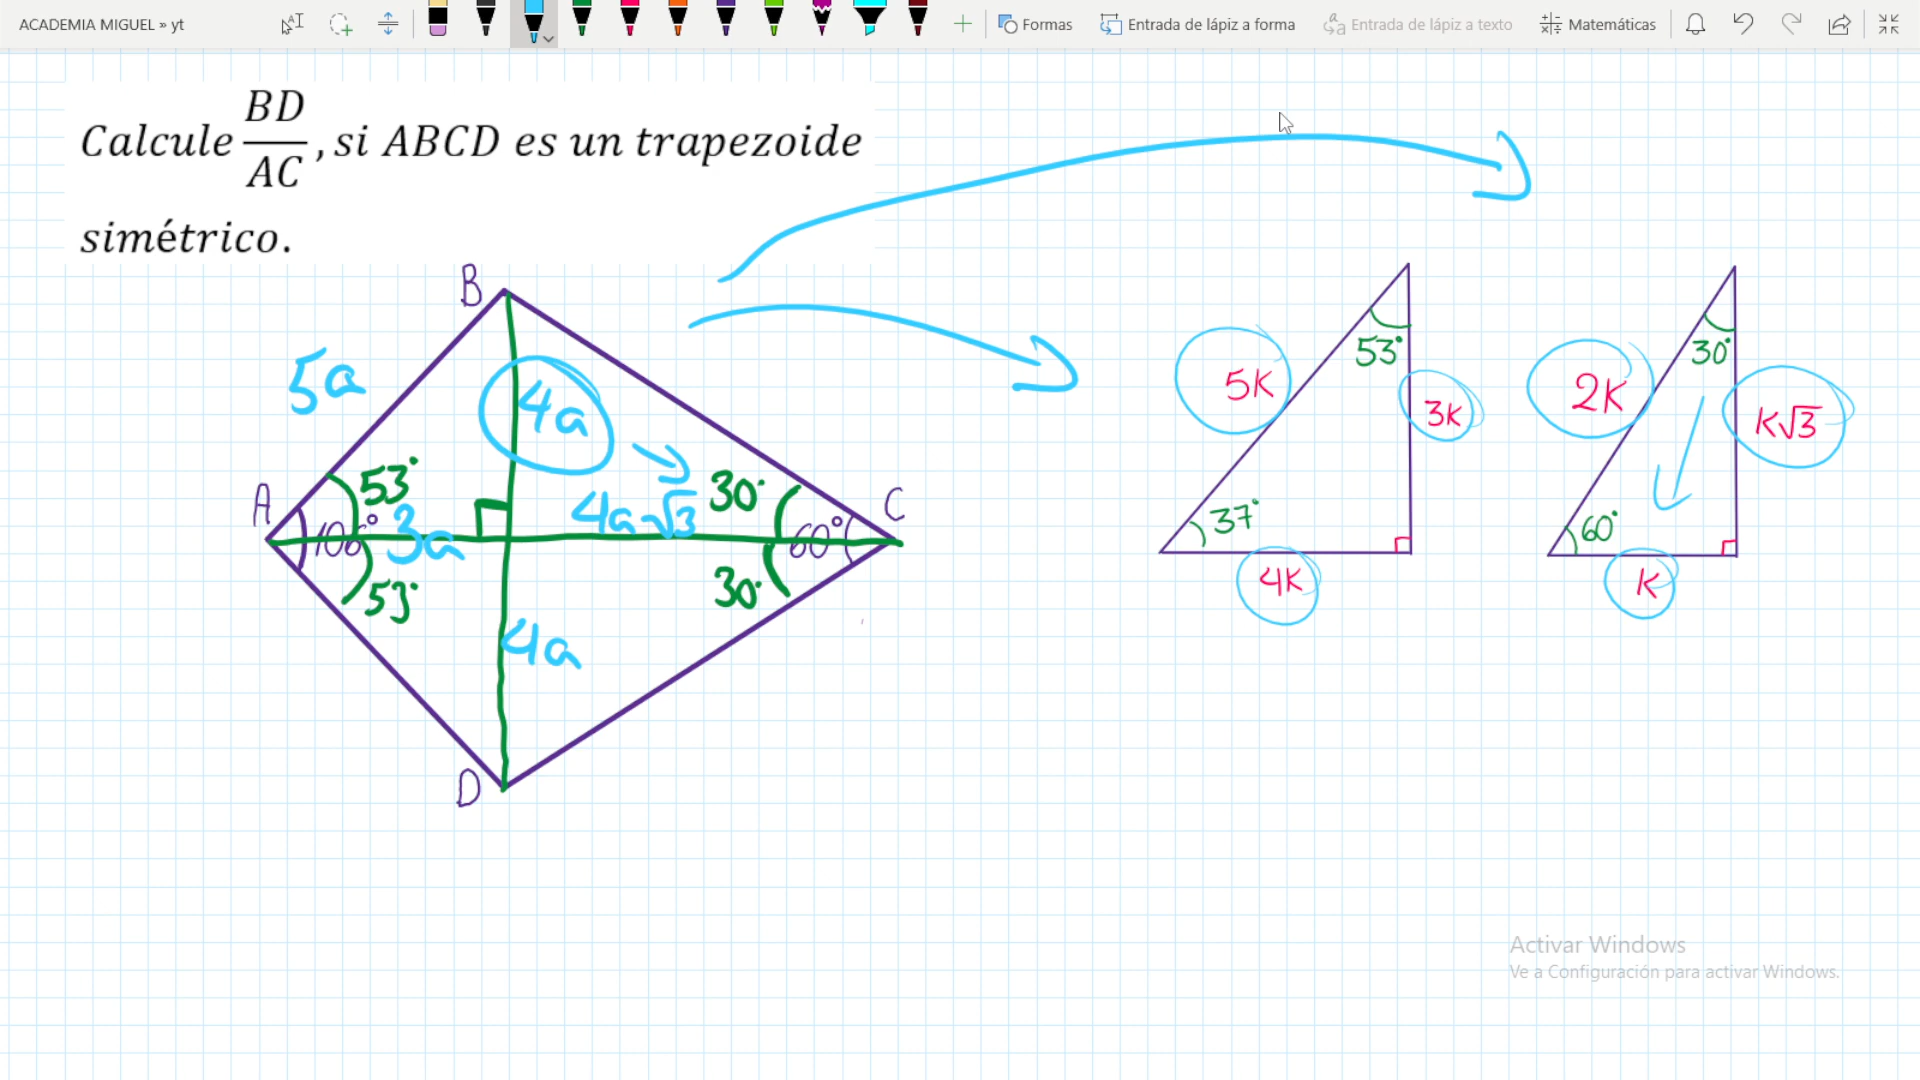 ACADEMIA MIGUEL » yt
Formas
Entrada de lápiz a forma
Entrada de lápiz a texto
Matemáticas
Calcule BD/AC, si ABCD es un trapezoide
simétrico.
B
5a
4a
53°
30°
A
106°
3a
4a√3
60°
C
53°
30°
4a
D
53°
5K
3K
37°
4K
30°
2K
K√3
60°
K
Activar Windows
Ve a Configuración para activar Windows.